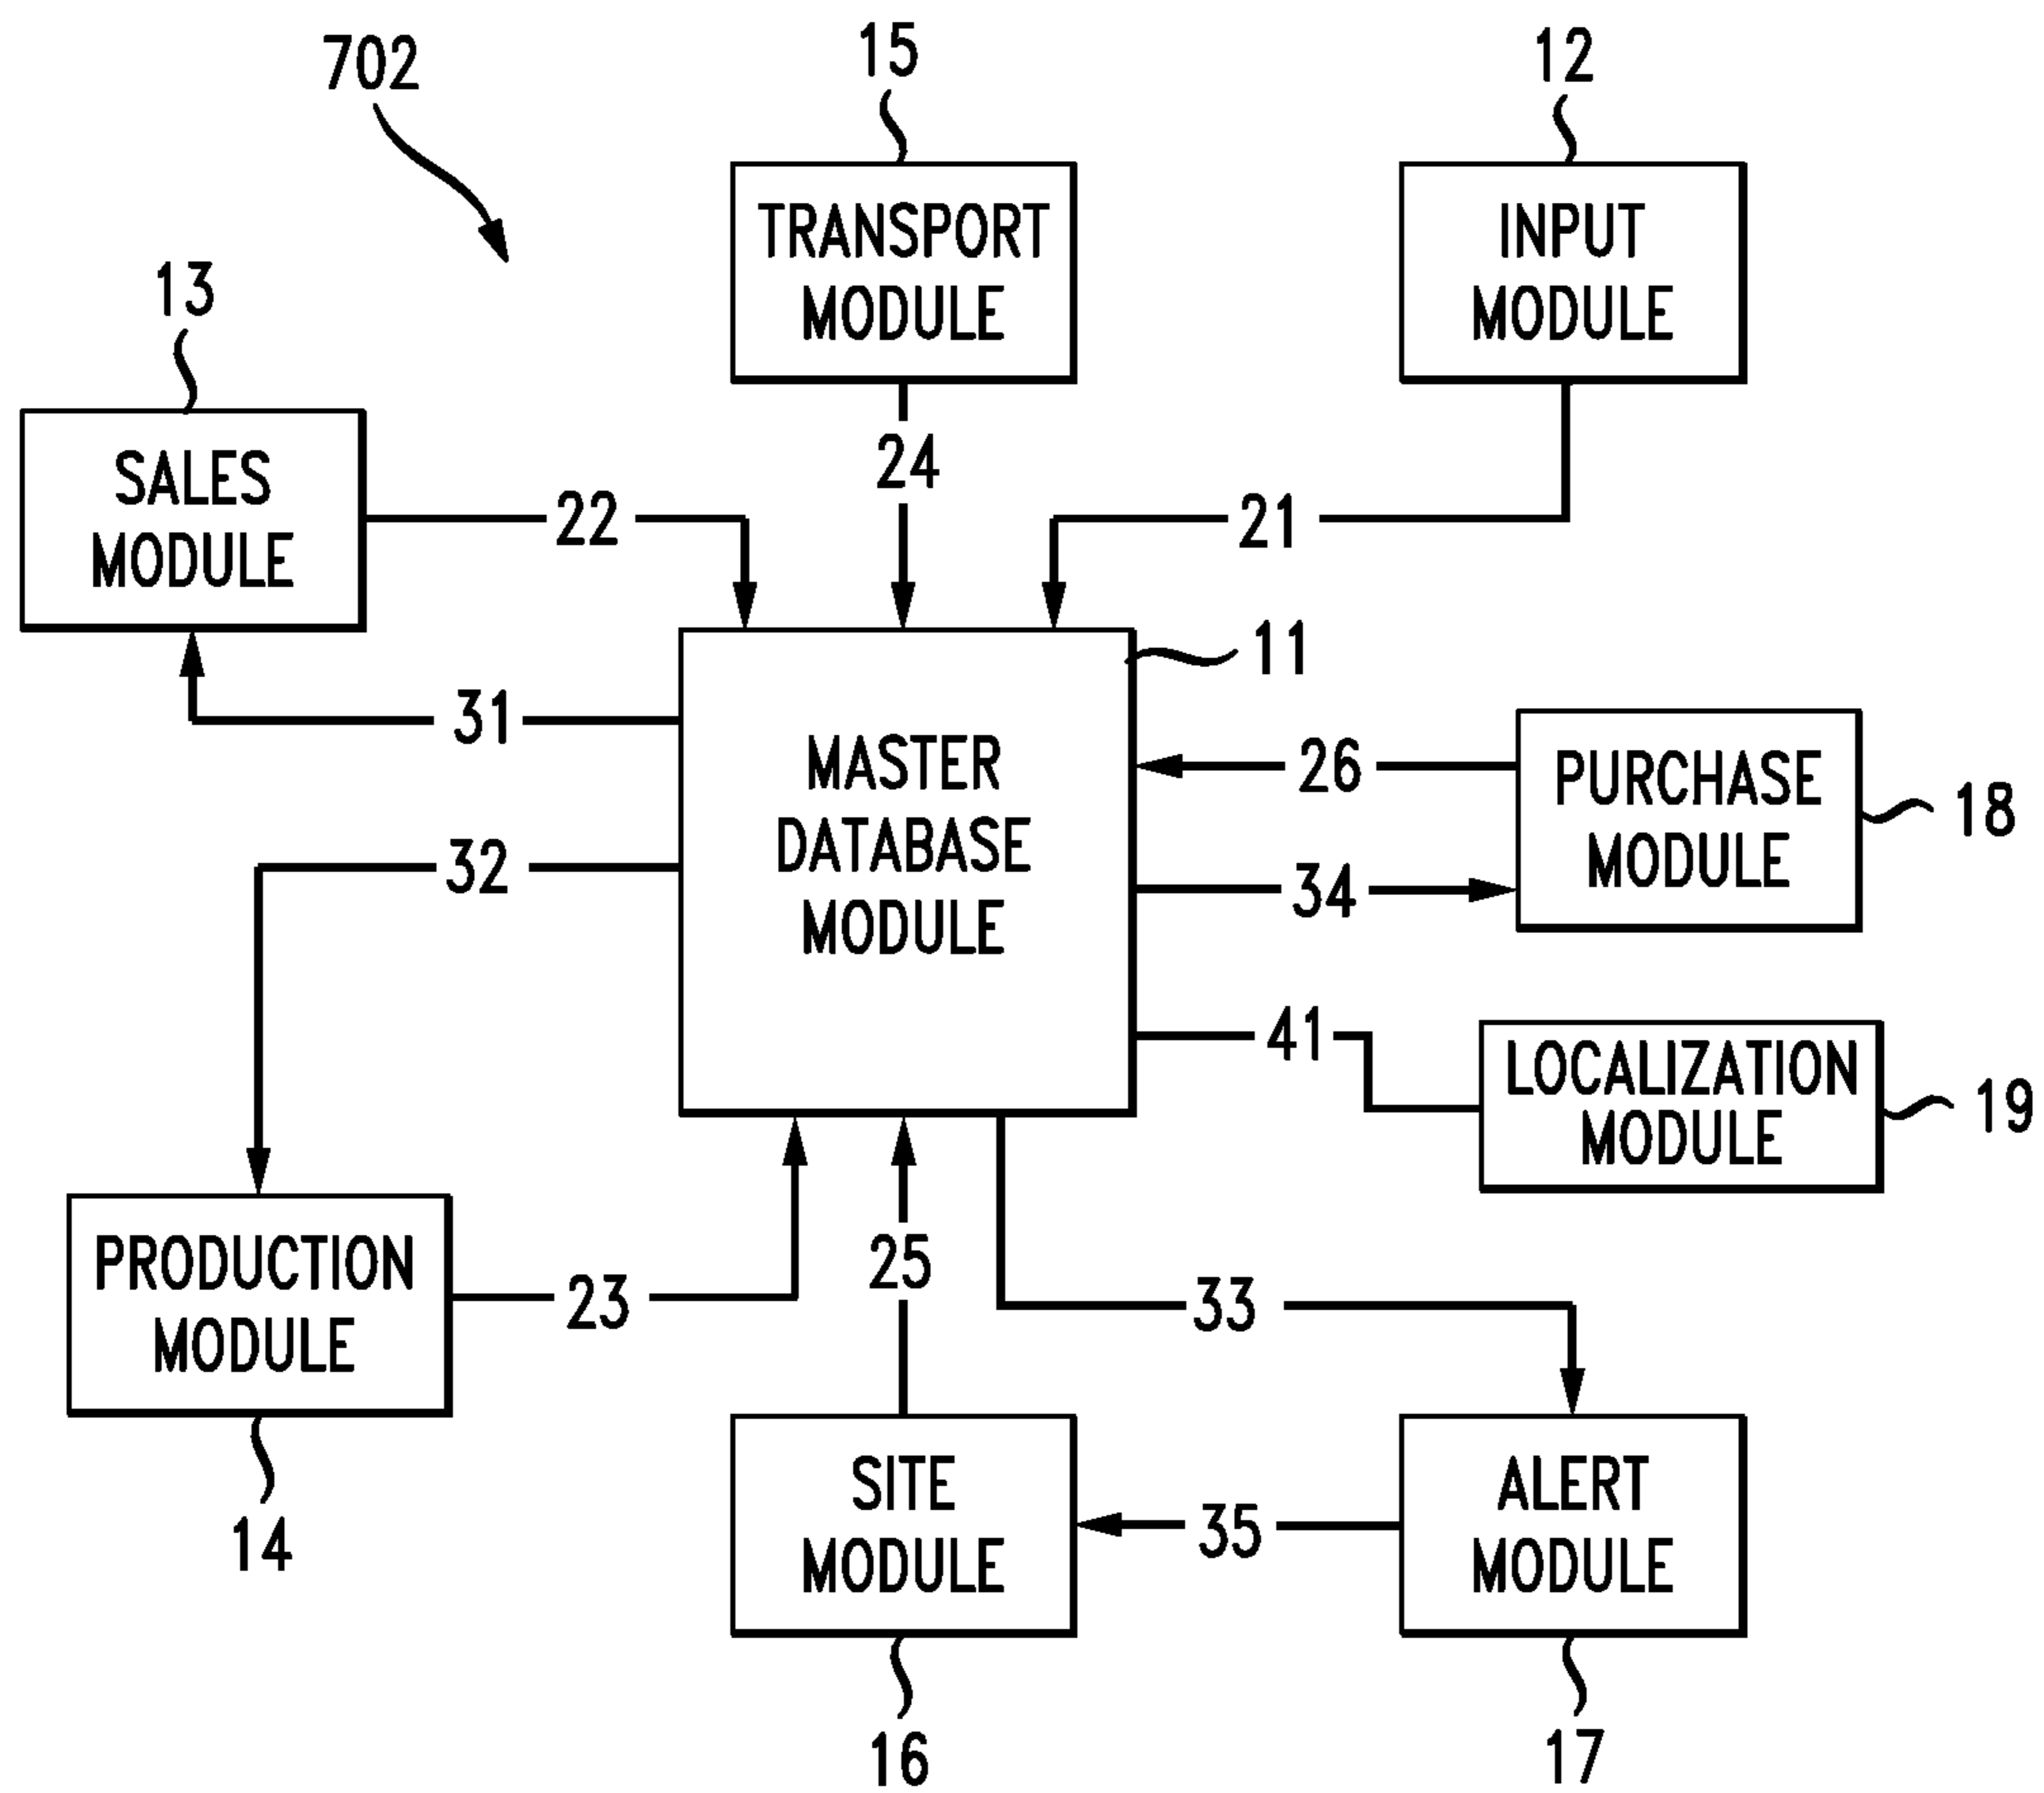 702
15
12
TRANSPORT
MODULE
INPUT
MODULE
13
SALES
MODULE
22
24
21
11
31
26
PURCHASE
MODULE
18
MASTER
DATABASE
MODULE
32
34
41
LOCALIZATION
MODULE
19
PRODUCTION
MODULE
23
25
33
14
SITE
MODULE
35
ALERT
MODULE
16
17